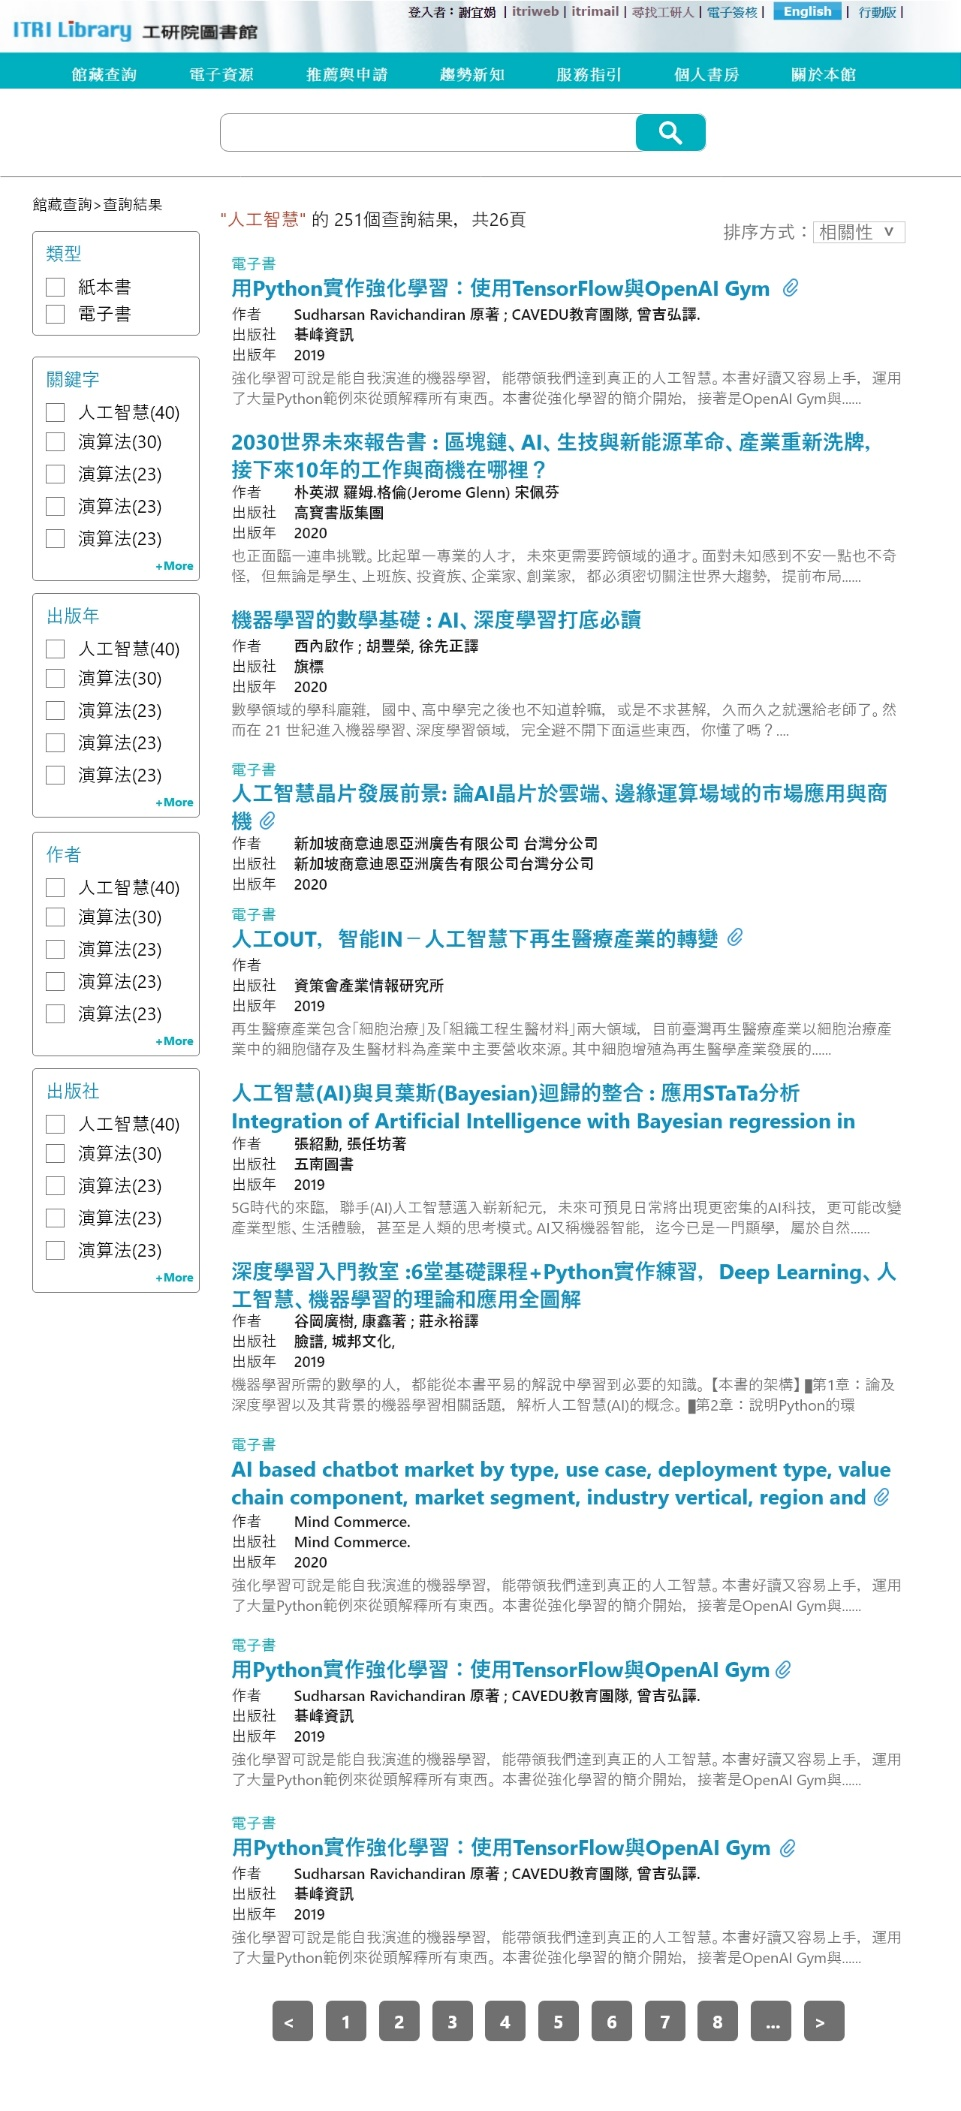 登入者：謝宜娟 | itriweb | itrimail | 尋找工研人 | 電子簽核 | English | 行動版 |
ITRI Library 工研院圖書館
館藏查詢 電子資源 推薦與申請 趨勢新知 服務指引 個人書房 關於本館
館藏查詢>查詢結果
"人工智慧" 的 251個查詢結果，共26頁
排序方式：相關性 ∨
類型
紙本書
電子書
關鍵字
人工智慧(40)
演算法(30)
演算法(23)
演算法(23)
演算法(23)
+More
出版年
人工智慧(40)
演算法(30)
演算法(23)
演算法(23)
演算法(23)
+More
作者
人工智慧(40)
演算法(30)
演算法(23)
演算法(23)
演算法(23)
+More
出版社
人工智慧(40)
演算法(30)
演算法(23)
演算法(23)
演算法(23)
+More
電子書
用Python實作強化學習：使用TensorFlow與OpenAI Gym
作者 Sudharsan Ravichandiran 原著 ; CAVEDU教育團隊, 曾吉弘譯.
出版社 碁峰資訊
出版年 2019
強化學習可說是能自我演進的機器學習，能帶領我們達到真正的人工智慧。本書好讀又容易上手，運用
了大量Python範例來從頭解釋所有東西。本書從強化學習的簡介開始，接著是OpenAI Gym與......
2030世界未來報告書 : 區塊鏈、AI、生技與新能源革命、產業重新洗牌，
接下來10年的工作與商機在哪裡？
作者 朴英淑 羅姆.格倫(Jerome Glenn) 宋佩芬
出版社 高寶書版集團
出版年 2020
也正面臨一連串挑戰。比起單一專業的人才，未來更需要跨領域的通才。面對未知感到不安一點也不奇
怪，但無論是學生、上班族、投資族、企業家、創業家，都必須密切關注世界大趨勢，提前布局......
機器學習的數學基礎 : AI、深度學習打底必讀
作者 西內啟作 ; 胡豐榮, 徐先正譯
出版社 旗標
出版年 2020
數學領域的學科龐雜，國中、高中學完之後也不知道幹嘛，或是不求甚解，久而久之就還給老師了。然
而在 21 世紀進入機器學習、深度學習領域，完全避不開下面這些東西，你懂了嗎？....
電子書
人工智慧晶片發展前景: 論AI晶片於雲端、邊緣運算場域的市場應用與商
機
作者 新加坡商意迪恩亞洲廣告有限公司 台灣分公司
出版社 新加坡商意迪恩亞洲廣告有限公司台灣分公司
出版年 2020
電子書
人工OUT，智能IN－人工智慧下再生醫療產業的轉變
作者
出版社 資策會產業情報研究所
出版年 2019
再生醫療產業包含「細胞治療」及「組織工程生醫材料」兩大領域，目前臺灣再生醫療產業以細胞治療產
業中的細胞儲存及生醫材料為產業中主要營收來源。其中細胞增殖為再生醫學產業發展的......
人工智慧(AI)與貝葉斯(Bayesian)迴歸的整合 : 應用STaTa分析
Integration of Artificial Intelligence with Bayesian regression in
作者 張紹勳, 張任坊著
出版社 五南圖書
出版年 2019
5G時代的來臨，聯手(AI)人工智慧邁入嶄新紀元，未來可預見日常將出現更密集的AI科技，更可能改變
產業型態、生活體驗，甚至是人類的思考模式。AI又稱機器智能，迄今已是一門顯學，屬於自然......
深度學習入門教室 :6堂基礎課程+Python實作練習，Deep Learning、人
工智慧、機器學習的理論和應用全圖解
作者 谷岡廣樹, 康鑫著 ; 莊永裕譯
出版社 臉譜, 城邦文化,
出版年 2019
機器學習所需的數學的人，都能從本書平易的解說中學習到必要的知識。【本書的架構】█第1章：論及
深度學習以及其背景的機器學習相關話題，解析人工智慧(AI)的概念。█第2章：說明Python的環
電子書
AI based chatbot market by type, use case, deployment type, value
chain component, market segment, industry vertical, region and
作者 Mind Commerce.
出版社 Mind Commerce.
出版年 2020
強化學習可說是能自我演進的機器學習，能帶領我們達到真正的人工智慧。本書好讀又容易上手，運用
了大量Python範例來從頭解釋所有東西。本書從強化學習的簡介開始，接著是OpenAI Gym與......
電子書
用Python實作強化學習：使用TensorFlow與OpenAI Gym
作者 Sudharsan Ravichandiran 原著 ; CAVEDU教育團隊, 曾吉弘譯.
出版社 碁峰資訊
出版年 2019
強化學習可說是能自我演進的機器學習，能帶領我們達到真正的人工智慧。本書好讀又容易上手，運用
了大量Python範例來從頭解釋所有東西。本書從強化學習的簡介開始，接著是OpenAI Gym與......
電子書
用Python實作強化學習：使用TensorFlow與OpenAI Gym
作者 Sudharsan Ravichandiran 原著 ; CAVEDU教育團隊, 曾吉弘譯.
出版社 碁峰資訊
出版年 2019
強化學習可說是能自我演進的機器學習，能帶領我們達到真正的人工智慧。本書好讀又容易上手，運用
了大量Python範例來從頭解釋所有東西。本書從強化學習的簡介開始，接著是OpenAI Gym與......
< 1 2 3 4 5 6 7 8 ... >